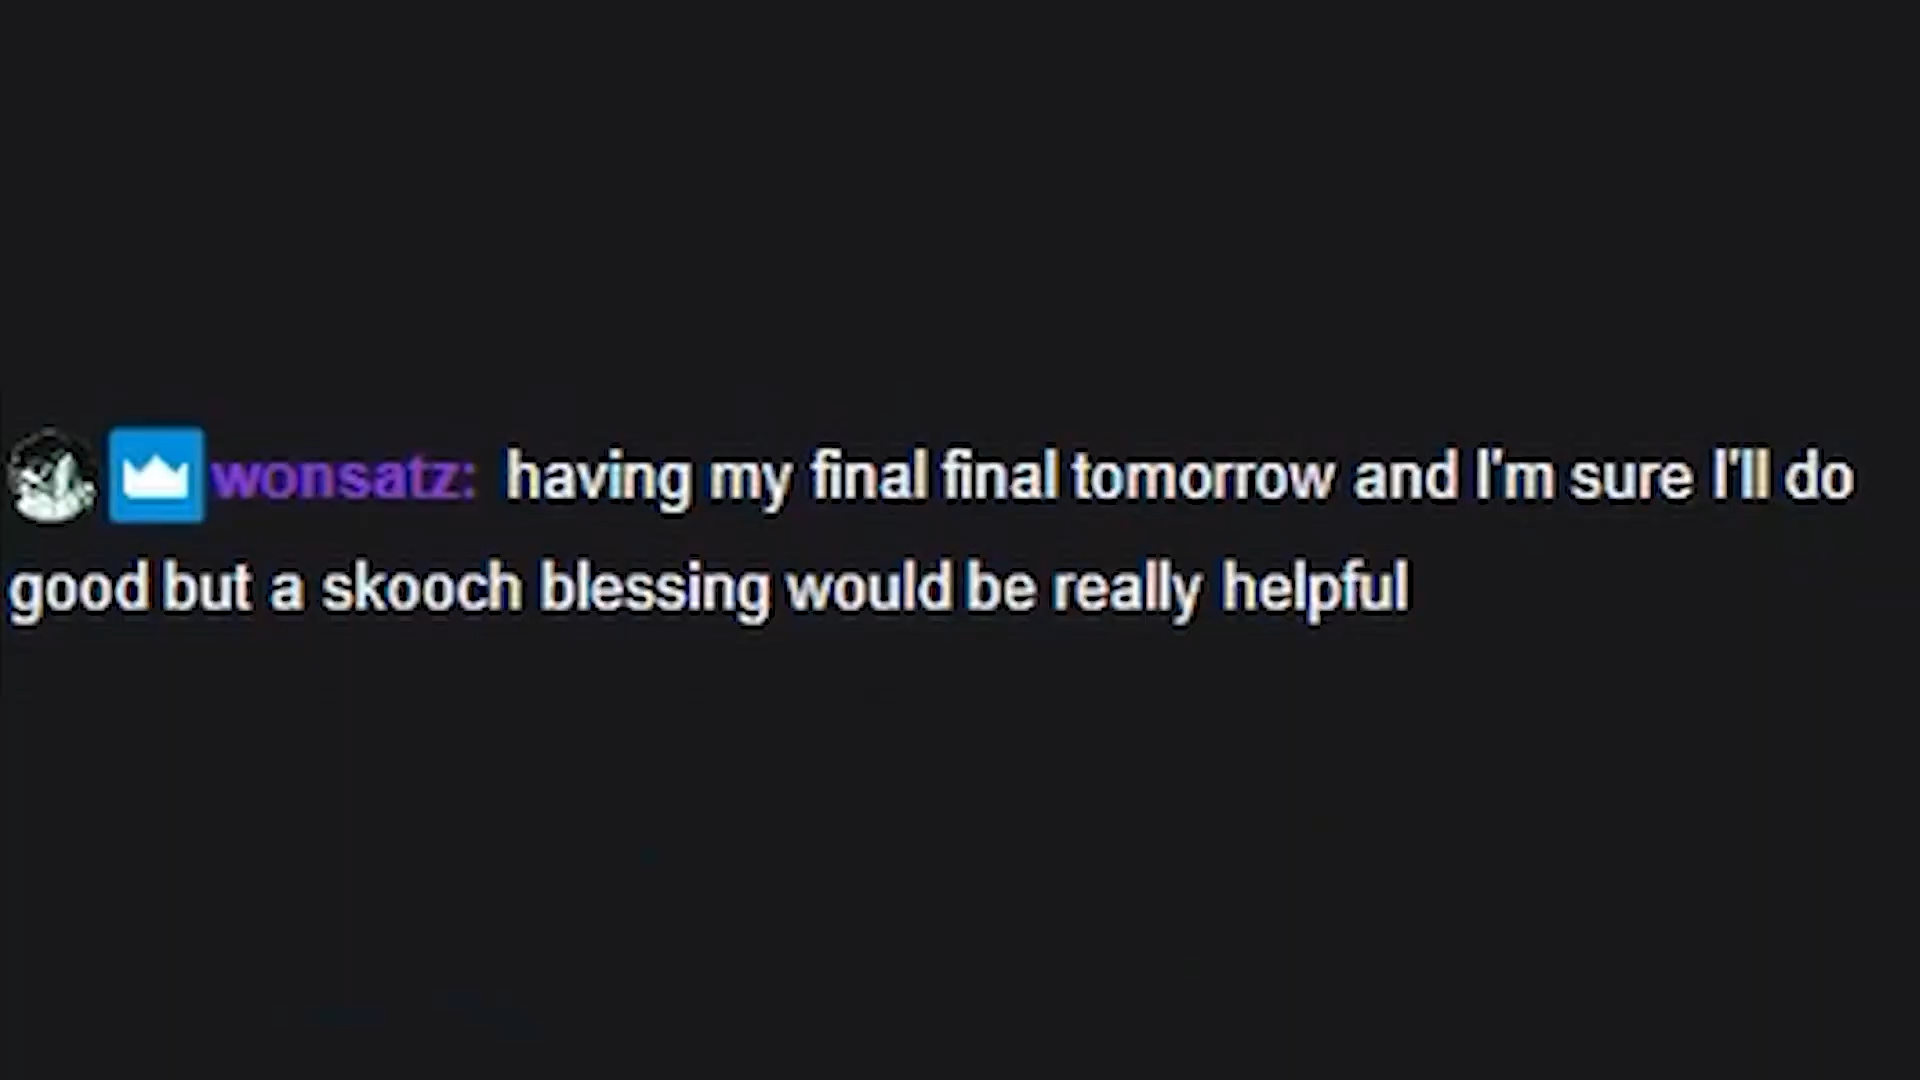 wonsatz: having my final final tomorrow and I'm sure I'll do
good but a skooch blessing would be really helpful